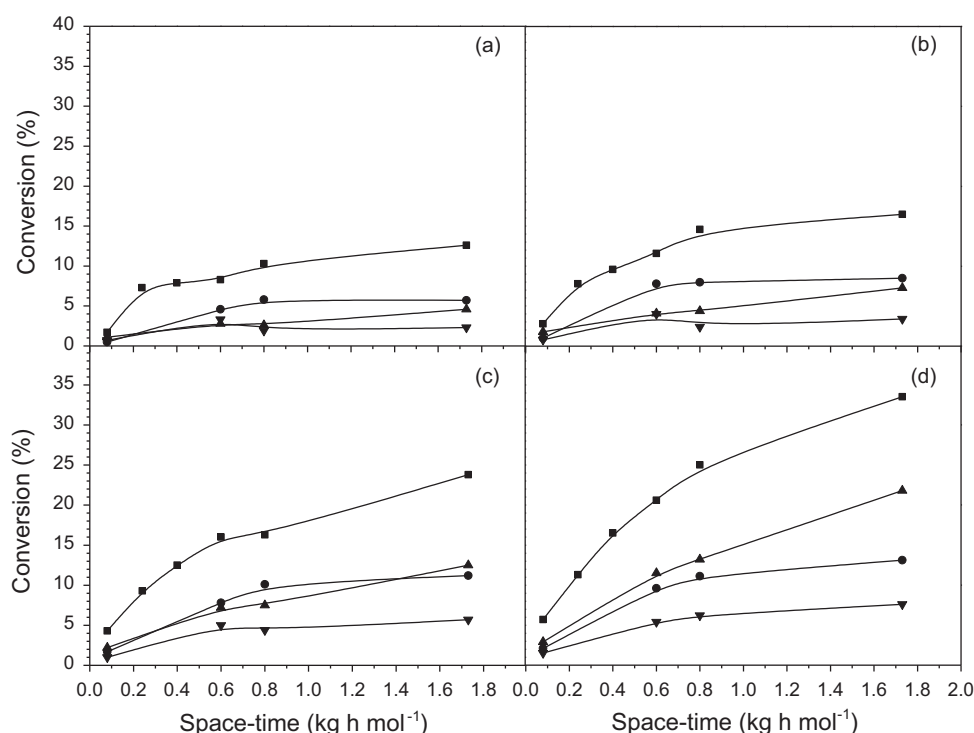 40
35
30
25
20
15
10
5
0
Conversion (%)
(a)
(b)
35
30
25
20
15
10
5
0
Conversion (%)
(c)
(d)
0.0 0.2 0.4 0.6 0.8 1.0 1.2 1.4 1.6 1.8
0.0 0.2 0.4 0.6 0.8 1.0 1.2 1.4 1.6 1.8 2.0
Space-time (kg h mol⁻¹)
Space-time (kg h mol⁻¹)